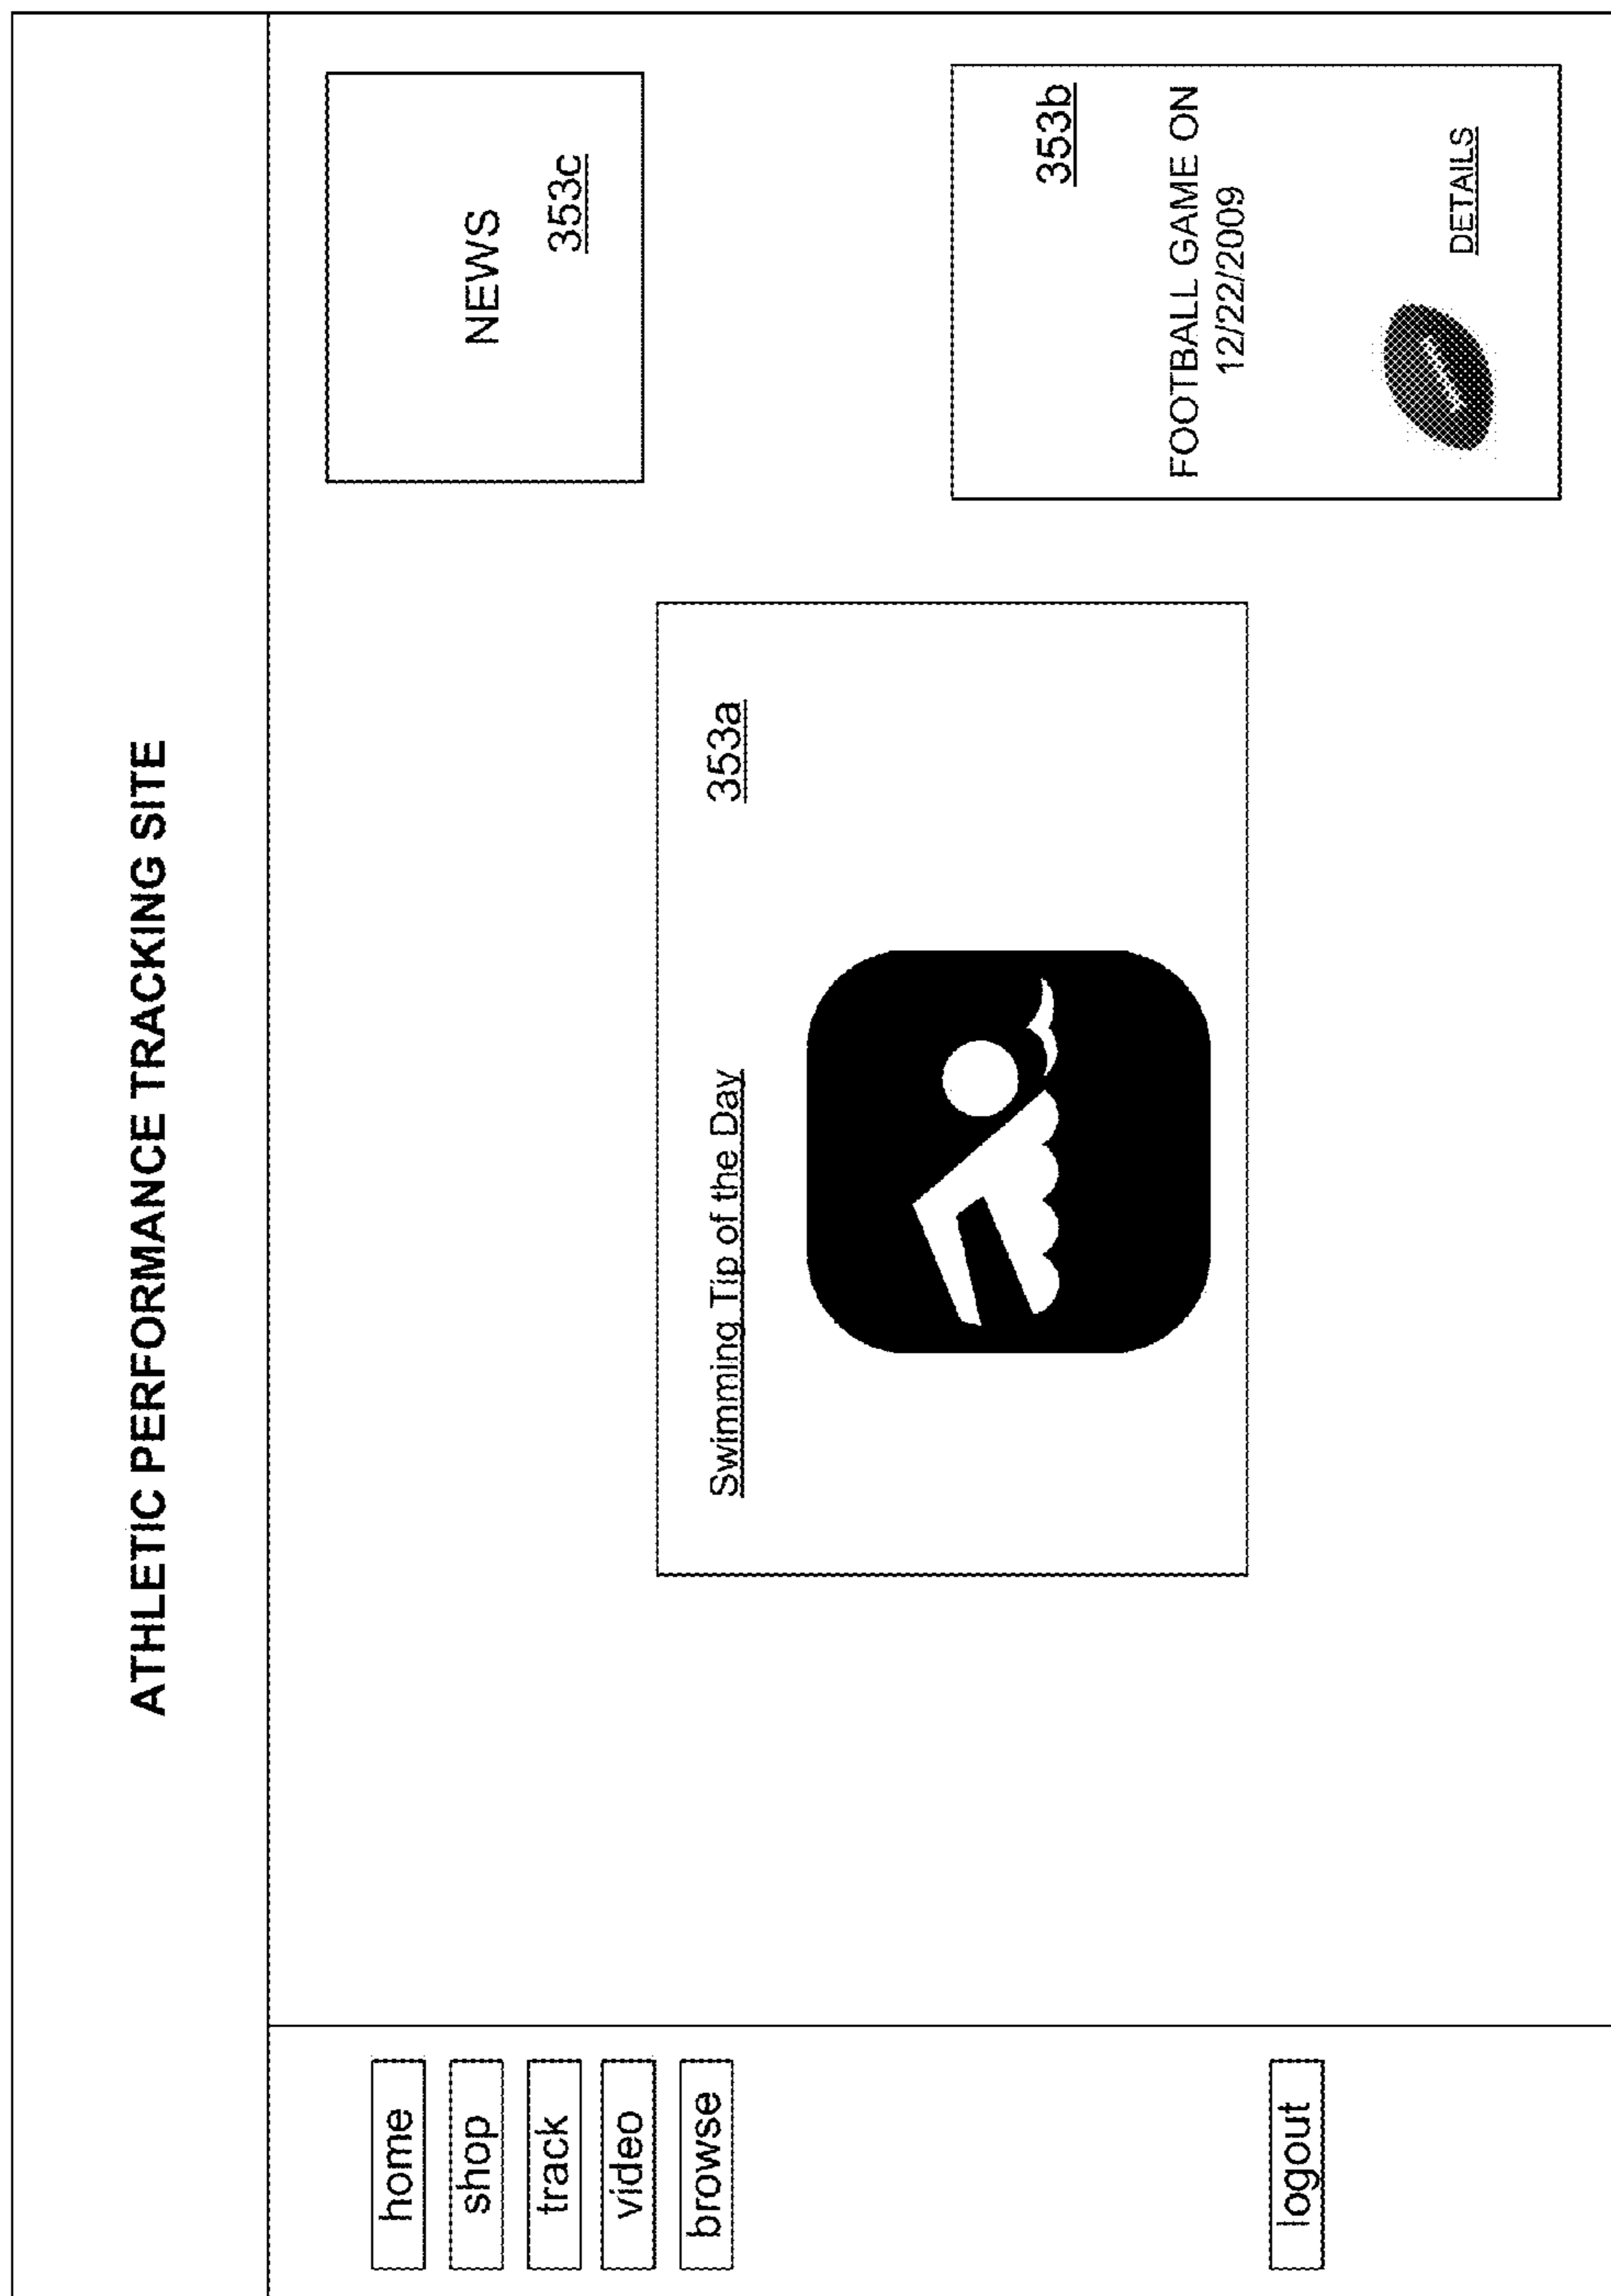 ATHLETIC PERFORMANCE TRACKING SITE
home
shop
track
video
browse
logout
Swimming Tip of the Day
353a
NEWS
353c
353b
FOOTBALL GAME ON
12/22/2009
DETAILS